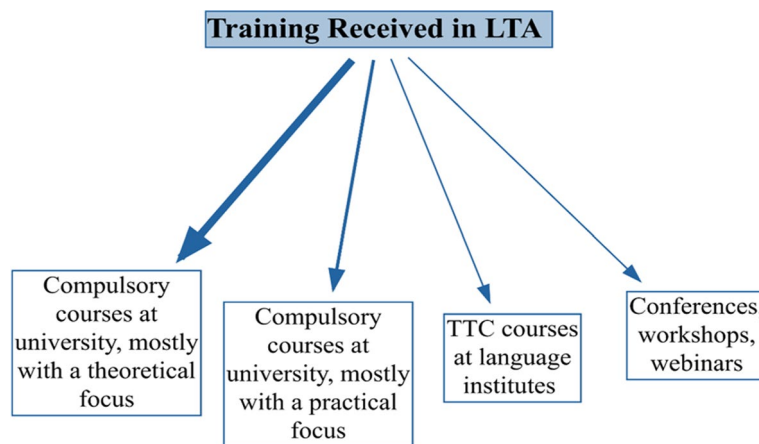 Training Received in LTA
Compulsory
courses at
university, mostly
with a theoretical
focus
Compulsory
courses at
university, mostly
with a practical
focus
TTC courses
at language
institutes
Conferences,
workshops,
webinars